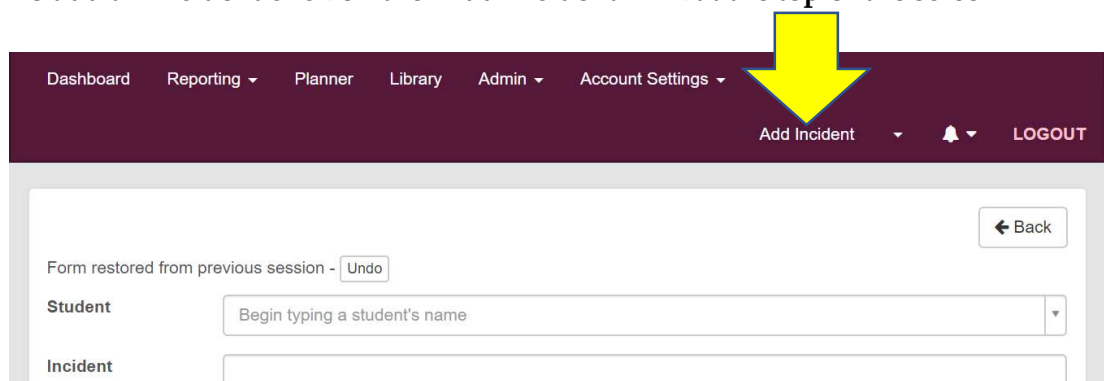 Dashboard Reporting Planner Library Admin Account Settings
Add Incident LOGOUT
Back
Form restored from previous session - Undo
Student Begin typing a student's name
Incident